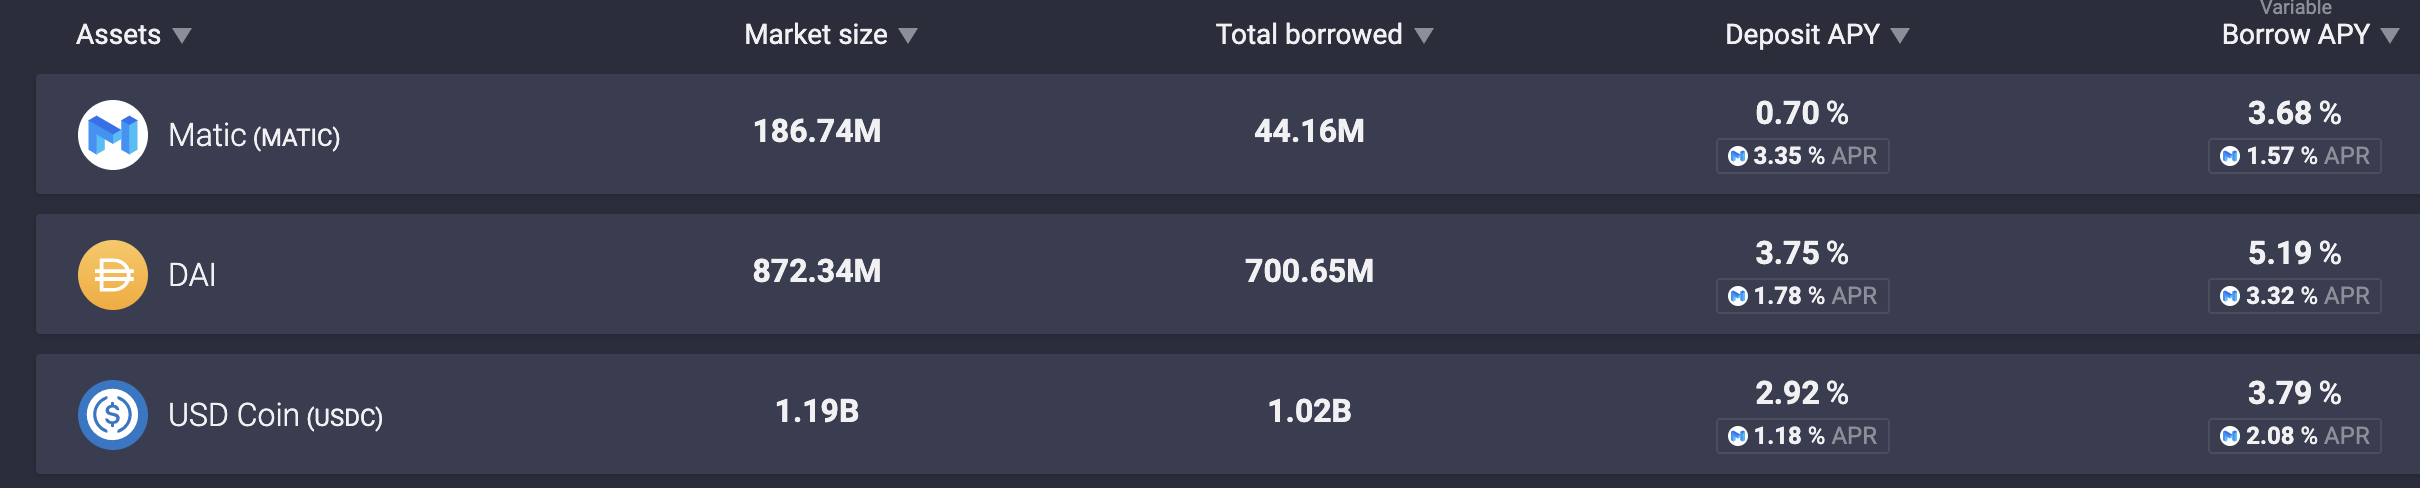 Variable
Assets Market size Total borrowed Deposit APY Borrow APY
Matic (MATIC) 186.74M 44.16M 0.70 % 3.68 %
3.35 % APR 1.57 % APR
DAI 872.34M 700.65M 3.75 % 5.19 %
1.78 % APR 3.32 % APR
USD Coin (USDC) 1.19B 1.02B 2.92 % 3.79 %
1.18 % APR 2.08 % APR